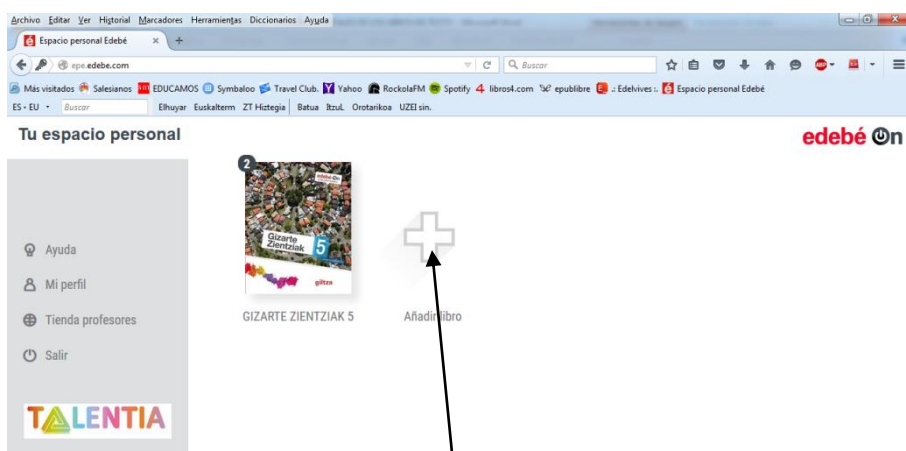 Archivo Editar Ver Historial Marcadores Herramientas Diccionarios Ayuda
Espacio personal Edebé
epe.edebe.com
Buscar
Más visitados Salesianos EDUCAMOS Symbaloo Travel Club. Yahoo RockolaFM Spotify 4 libros4.com epublibre .: Edelvives :. Espacio personal Edebé
ES › EU Buscar Elhuyar Euskalterm ZT Hiztegia Batua ItzuL Orotarikoa UZEI sin.
Tu espacio personal
edebé On
2
edebé On
Gizarte
Zientziak 5
giltza
GIZARTE ZIENTZIAK 5
Añadir libro
Ayuda
Mi perfil
Tienda profesores
Salir
TALENTIA